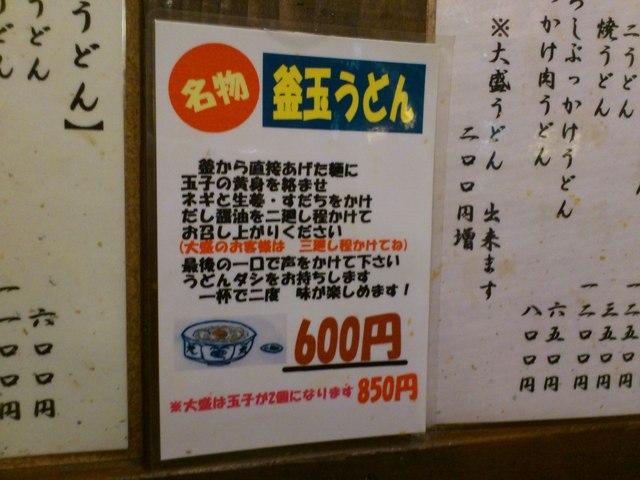 名物
釜玉うどん
釜から直接あげた麺に
玉子の黄身を絡ませ
ネギと生姜・すだちをかけ
だし醤油を二廻し程かけて
お召し上がりください
(大盛のお客様は 三廻し程かけてね)
最後の一口で声をかけて下さい
うどんダシをお持ちします
一杯で二度 味が楽しめます!
600円
※大盛は玉子が2個になります 850円
二うどん
焼うどん
しぶっかけうどん
かけ肉うどん
※大盛うどん 出来ます
二〇〇円増
六五〇円
八〇〇円
うどん】
うどん
六〇〇円